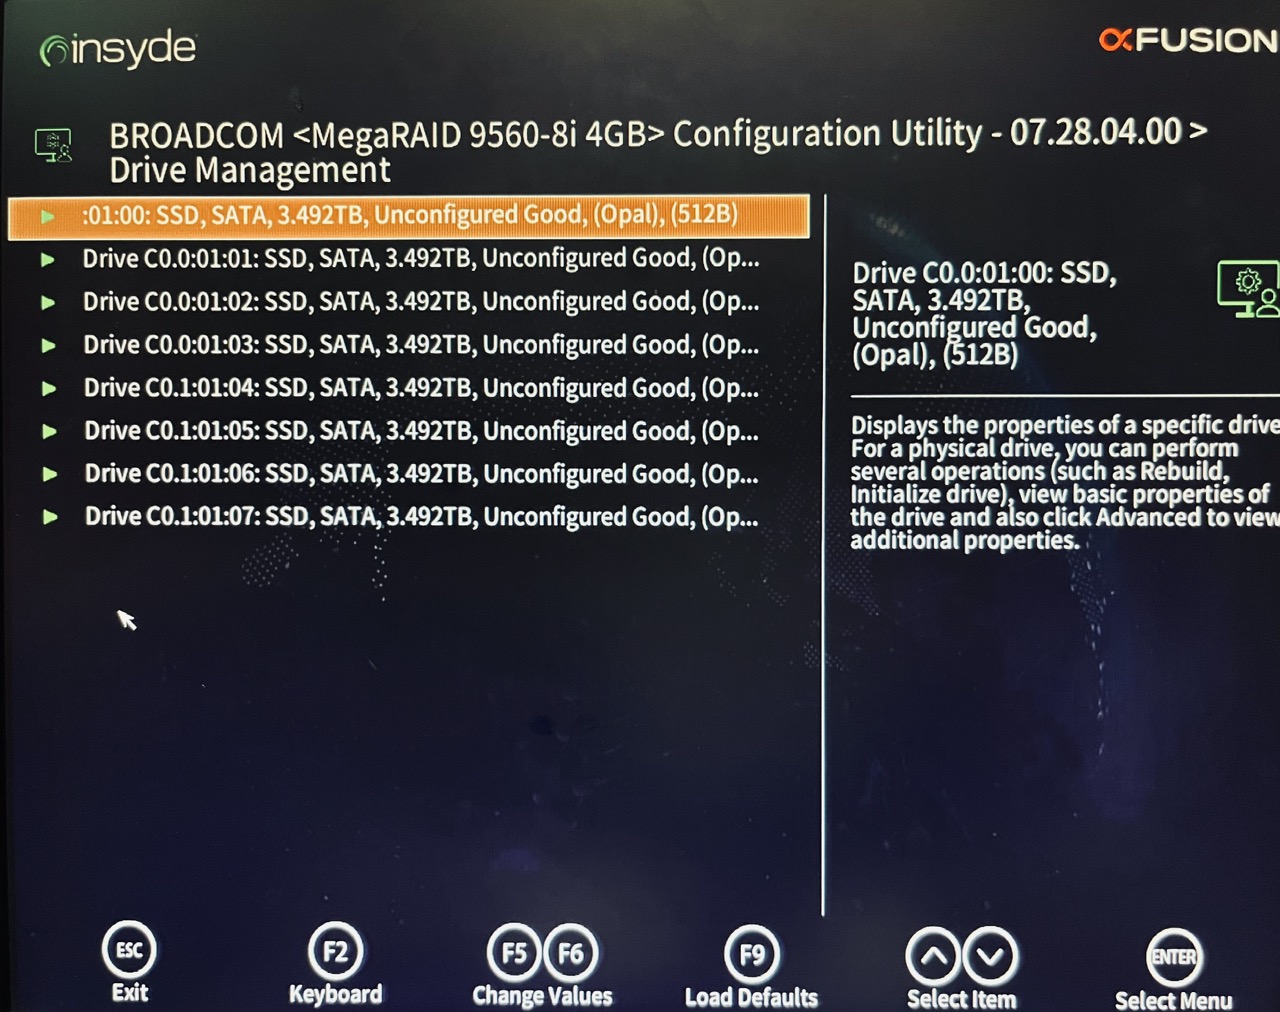 insyde
FUSION
BROADCOM <MegaRAID 9560-8i 4GB> Configuration Utility - 07.28.04.00 >
Drive Management
:01:00: SSD, SATA, 3.492TB, Unconfigured Good, (Opal), (512B)
Drive C0.0:01:01: SSD, SATA, 3.492TB, Unconfigured Good, (Op...
Drive C0.0:01:02: SSD, SATA, 3.492TB, Unconfigured Good, (Op...
Drive C0.0:01:03: SSD, SATA, 3.492TB, Unconfigured Good, (Op...
Drive C0.1:01:04: SSD, SATA, 3.492TB, Unconfigured Good, (Op...
Drive C0.1:01:05: SSD, SATA, 3.492TB, Unconfigured Good, (Op...
Drive C0.1:01:06: SSD, SATA, 3.492TB, Unconfigured Good, (Op...
Drive C0.1:01:07: SSD, SATA, 3.492TB, Unconfigured Good, (Op...
Drive C0.0:01:00: SSD,
SATA, 3.492TB,
Unconfigured Good,
(Opal), (512B)
Displays the properties of a specific drive
For a physical drive, you can perform
several operations (such as Rebuild,
Initialize drive), view basic properties of
the drive and also click Advanced to view
additional properties.
ESC
Exit
F2
Keyboard
F5 F6
Change Values
F9
Load Defaults
Select Item
ENTER
Select Menu